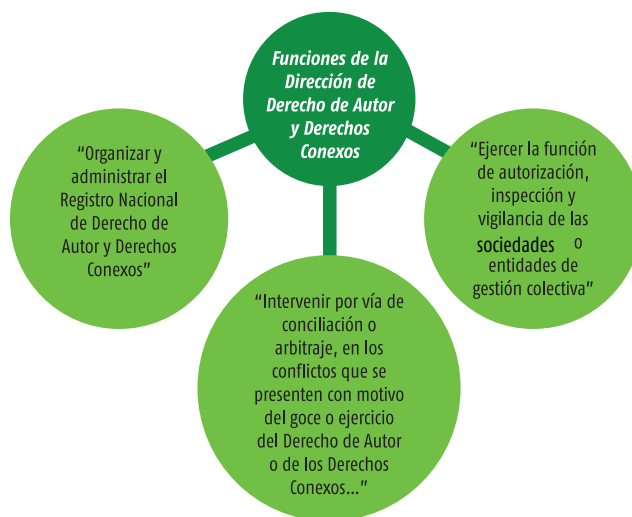 Funciones de la
Dirección de
Derecho de Autor
y Derechos
Conexos
“Organizar y
administrar el
Registro Nacional
de Derecho de
Autor y Derechos
Conexos”
“Intervenir por vía de
conciliación o
arbitraje, en los
conflictos que se
presenten con motivo
del goce o ejercicio
del Derecho de Autor
o de los Derechos
Conexos...”
“Ejercer la función
de autorización,
inspección y
vigilancia de las
sociedades o
entidades de
gestión colectiva”